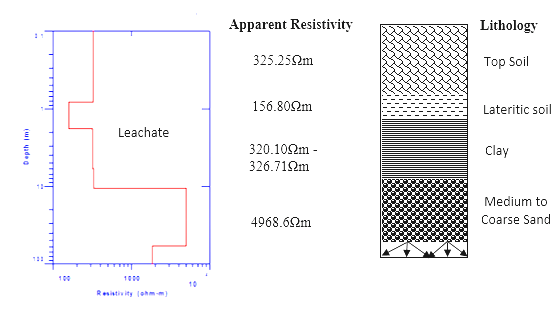 Apparent Resistivity
Lithology
325.25Ωm
Top Soil
156.80Ωm
Lateritic soil
Leachate
320.10Ωm -
326.71Ωm
Clay
4968.6Ωm
Medium to
Coarse Sand
Depth (m)
10
100
1000
10
Resistivity (ohm-m)